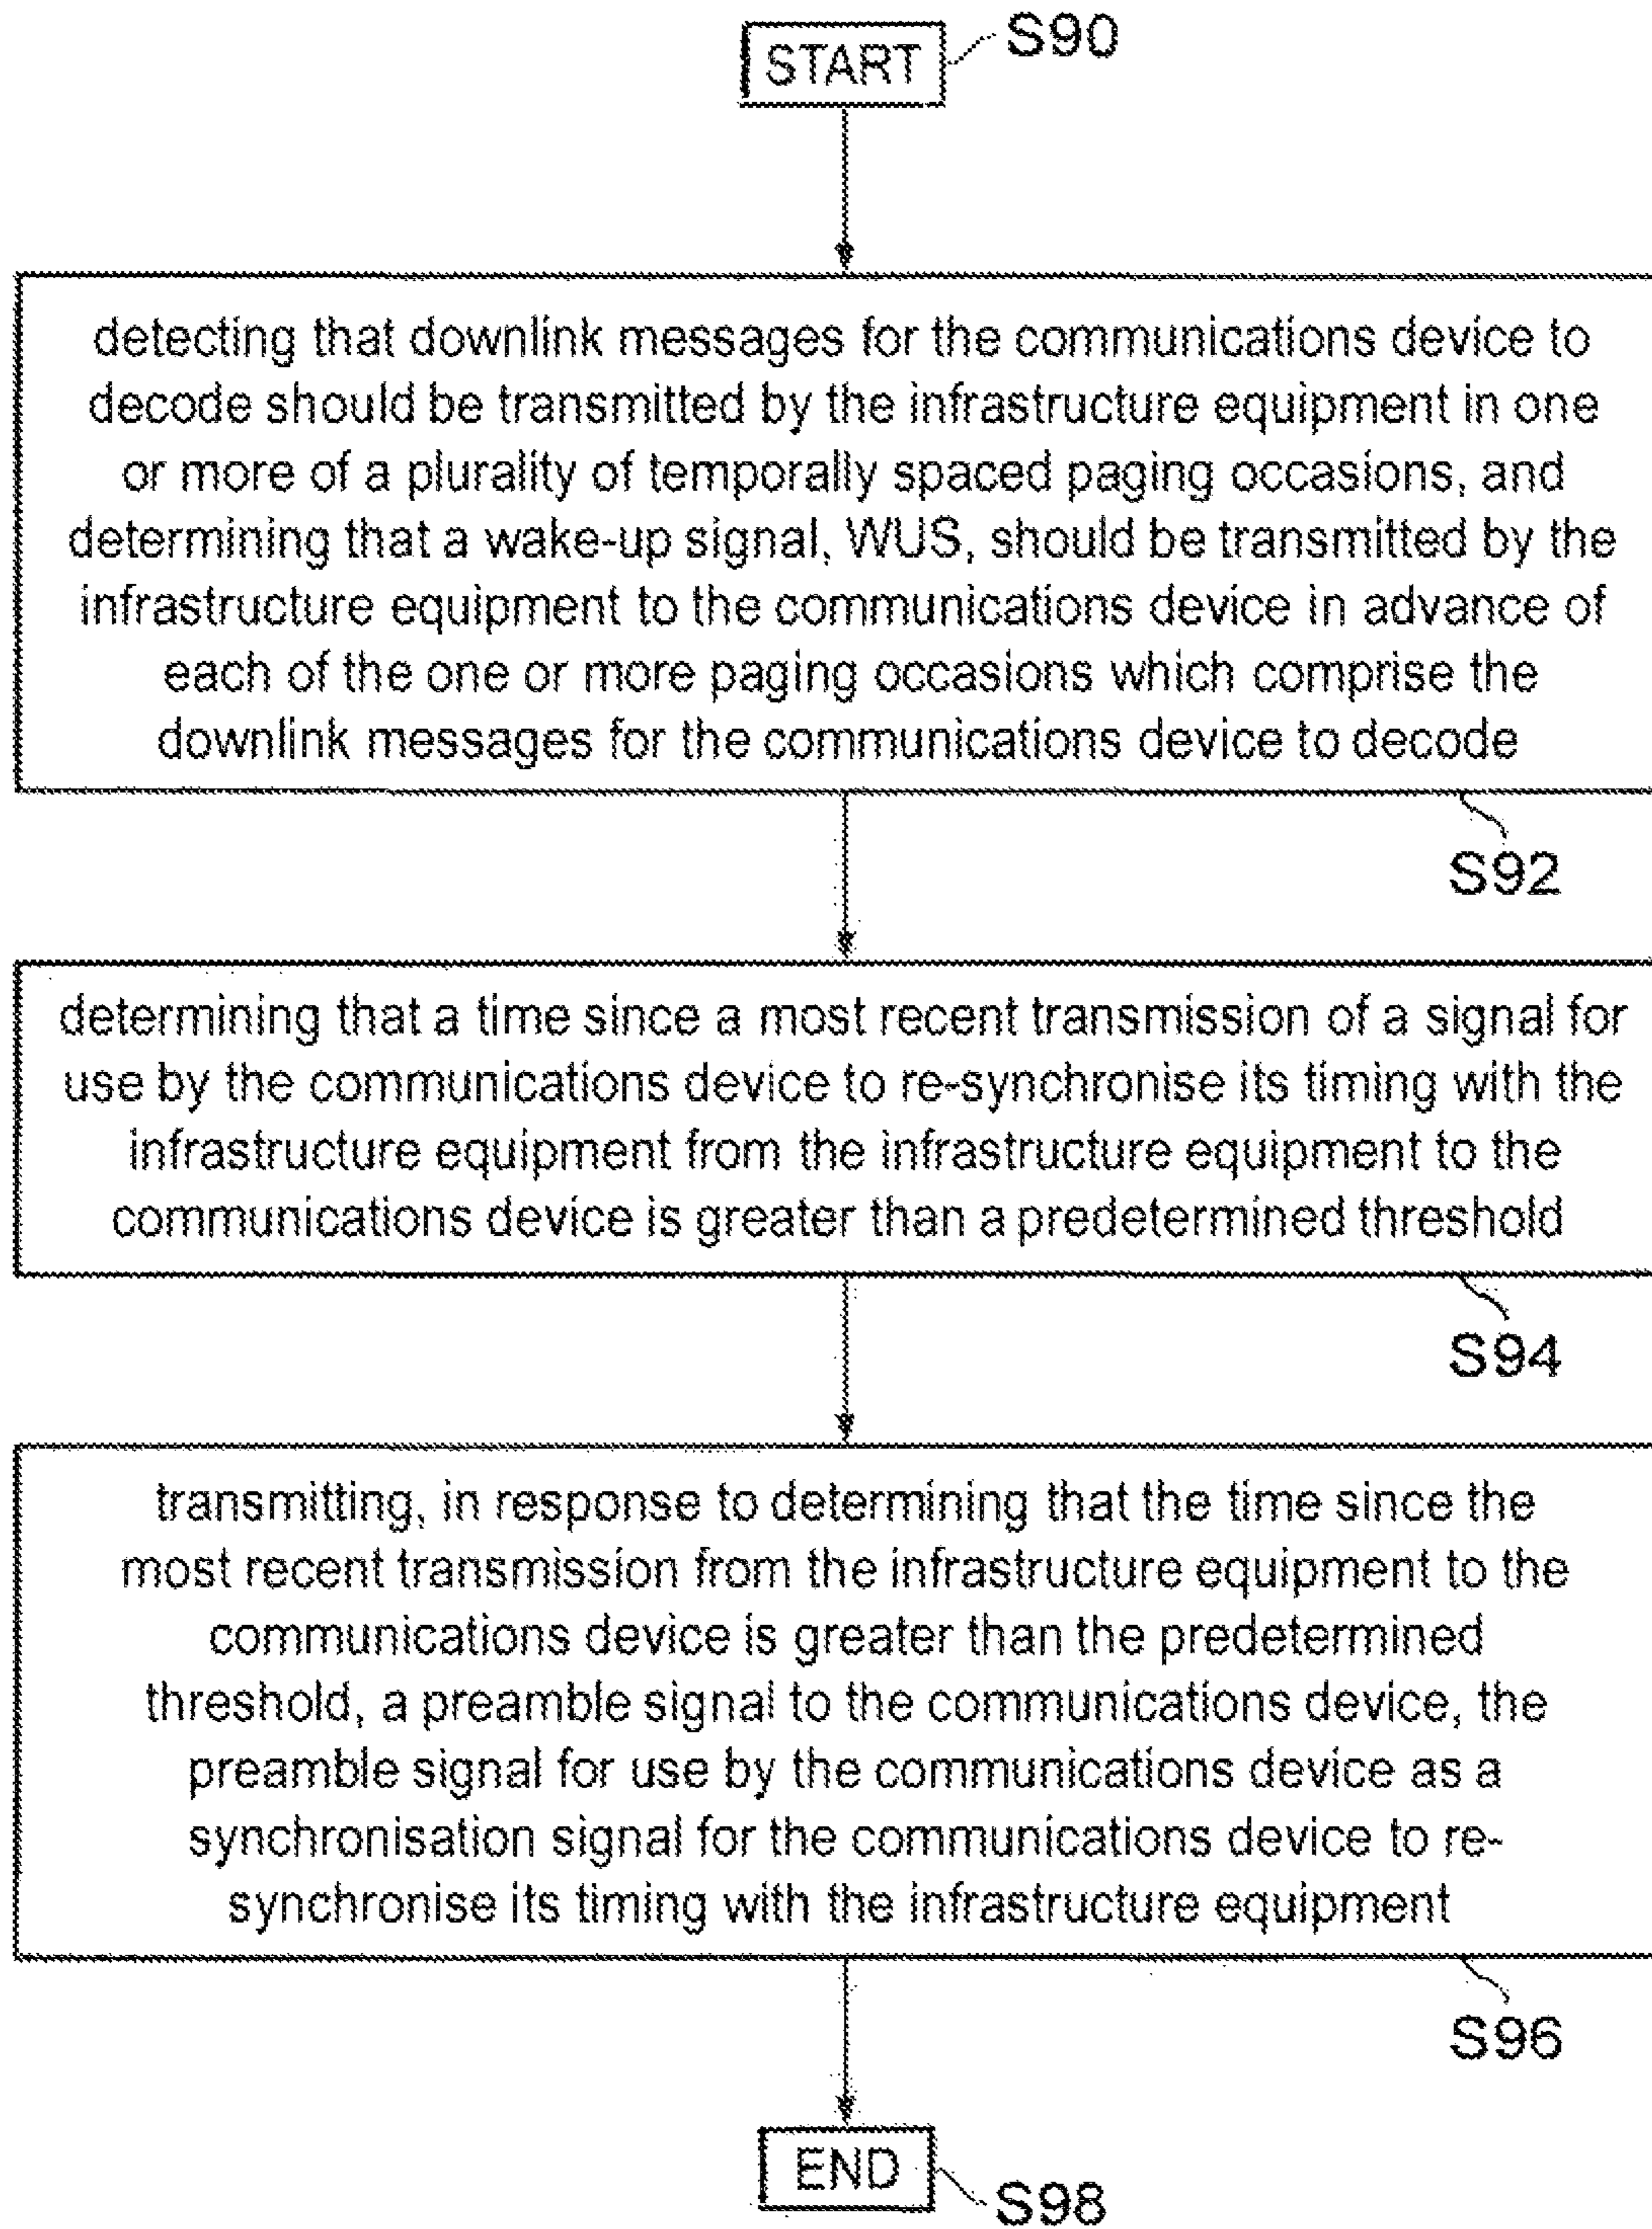 START
S90
detecting that downlink messages for the communications device to
decode should be transmitted by the infrastructure equipment in one
or more of a plurality of temporally spaced paging occasions, and
determining that a wake-up signal, WUS, should be transmitted by the
infrastructure equipment to the communications device in advance of
each of the one or more paging occasions which comprise the
downlink messages for the communications device to decode
S92
determining that a time since a most recent transmission of a signal for
use by the communications device to re-synchronise its timing with the
infrastructure equipment from the infrastructure equipment to the
communications device is greater than a predetermined threshold
S94
transmitting, in response to determining that the time since the
most recent transmission from the infrastructure equipment to the
communications device is greater than the predetermined
threshold, a preamble signal to the communications device, the
preamble signal for use by the communications device as a
synchronisation signal for the communications device to re-
synchronise its timing with the infrastructure equipment
S96
END
S98